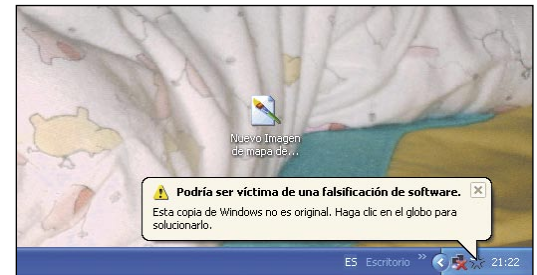 Nuevo Imagen
de mapa de...
Podría ser víctima de una falsificación de software.
Esta copia de Windows no es original. Haga clic en el globo para
solucionarlo.
ES Escritorio » 21:22